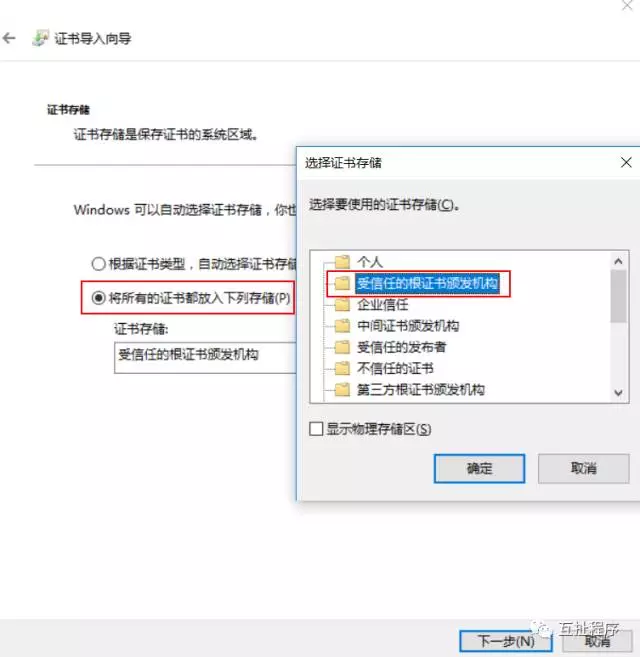 证书导入向导
证书存储
证书存储是保存证书的系统区域。
Windows 可以自动选择证书存储，你也
根据证书类型，自动选择证书存储
将所有的证书都放入下列存储(P)
证书存储:
受信任的根证书颁发机构
选择证书存储
选择要使用的证书存储(C)。
个人
受信任的根证书颁发机构
企业信任
中间证书颁发机构
受信任的发布者
不信任的证书
第三方根证书颁发机构
显示物理存储区(S)
确定
取消
下一步(N)
取消
互扯程序